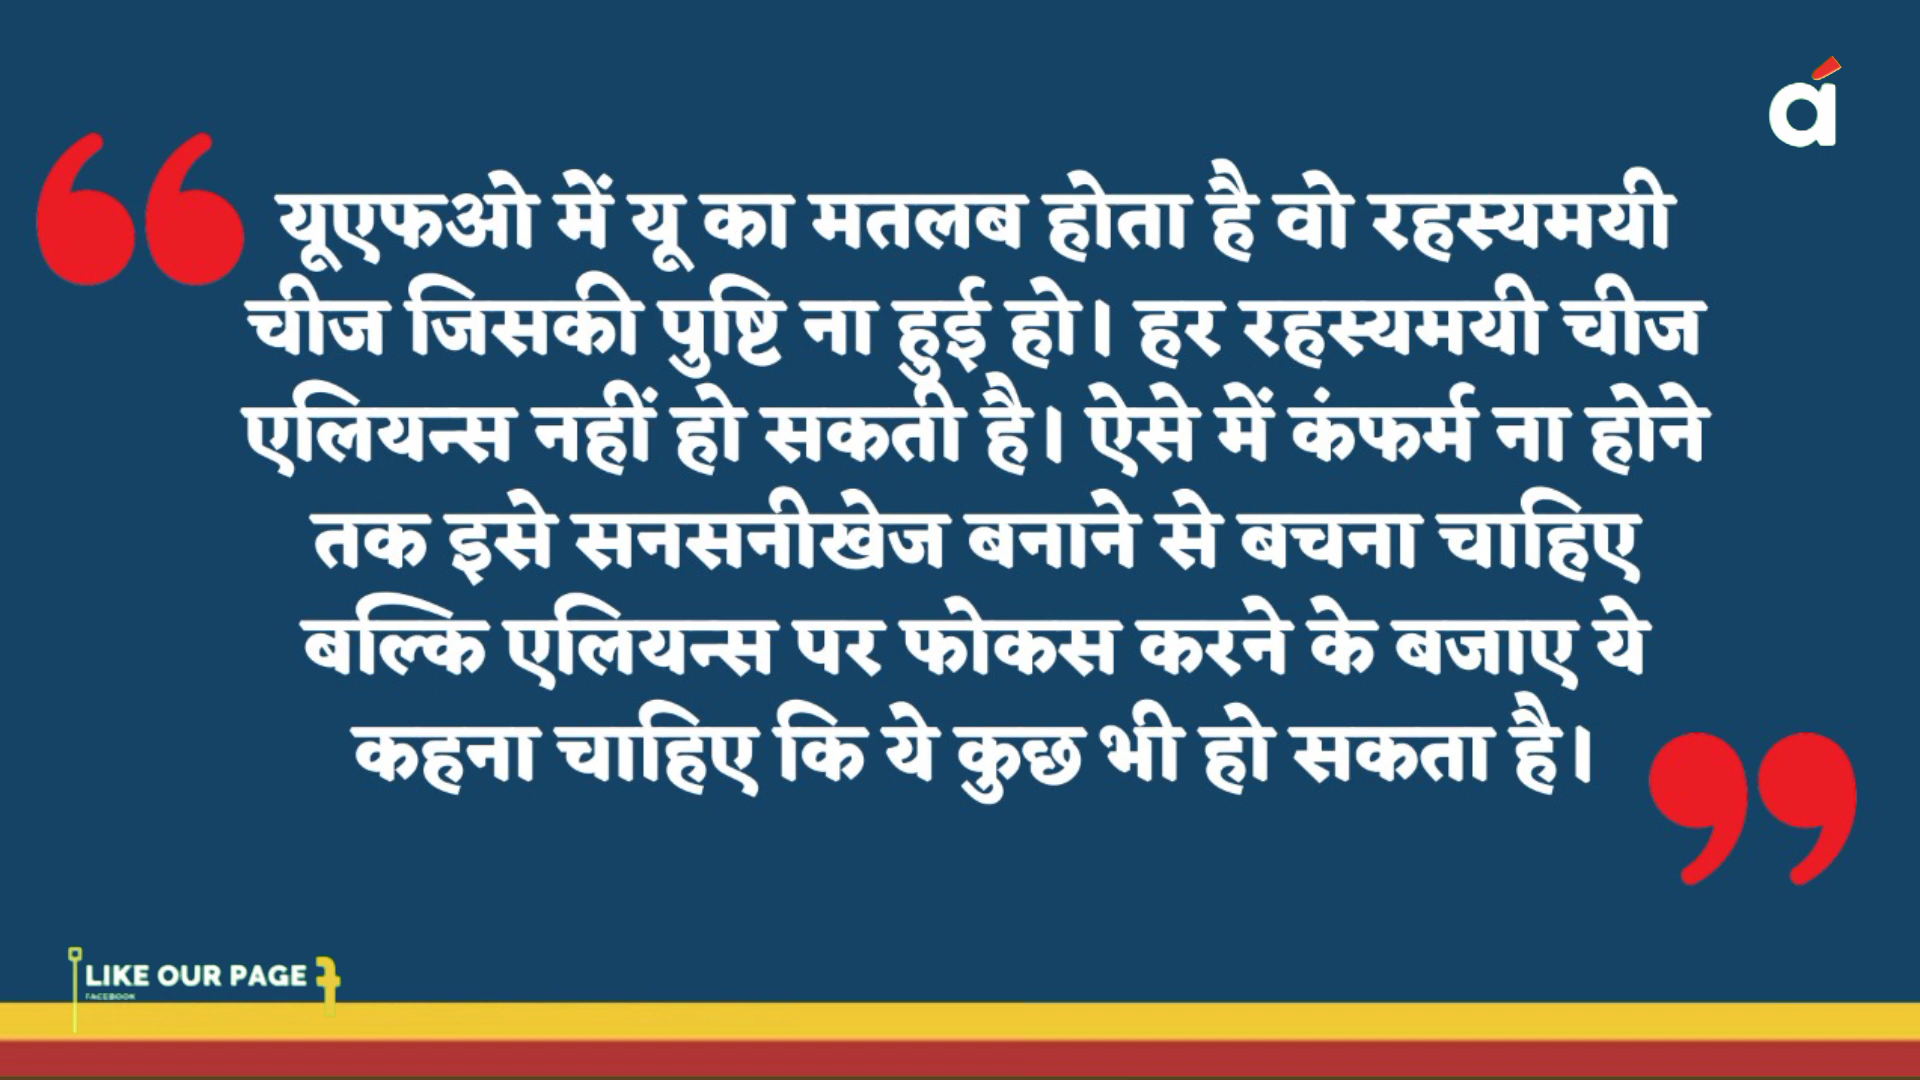 á
“ यूएफओ में यू का मतलब होता है वो रहस्यमयी
चीज जिसकी पुष्टि ना हुई हो। हर रहस्यमयी चीज
एलियन्स नहीं हो सकती है। ऐसे में कंफर्म ना होने
तक इसे सनसनीखेज बनाने से बचना चाहिए
बल्कि एलियन्स पर फोकस करने के बजाए ये
कहना चाहिए कि ये कुछ भी हो सकता है। ”
LIKE OUR PAGE
FACEBOOK